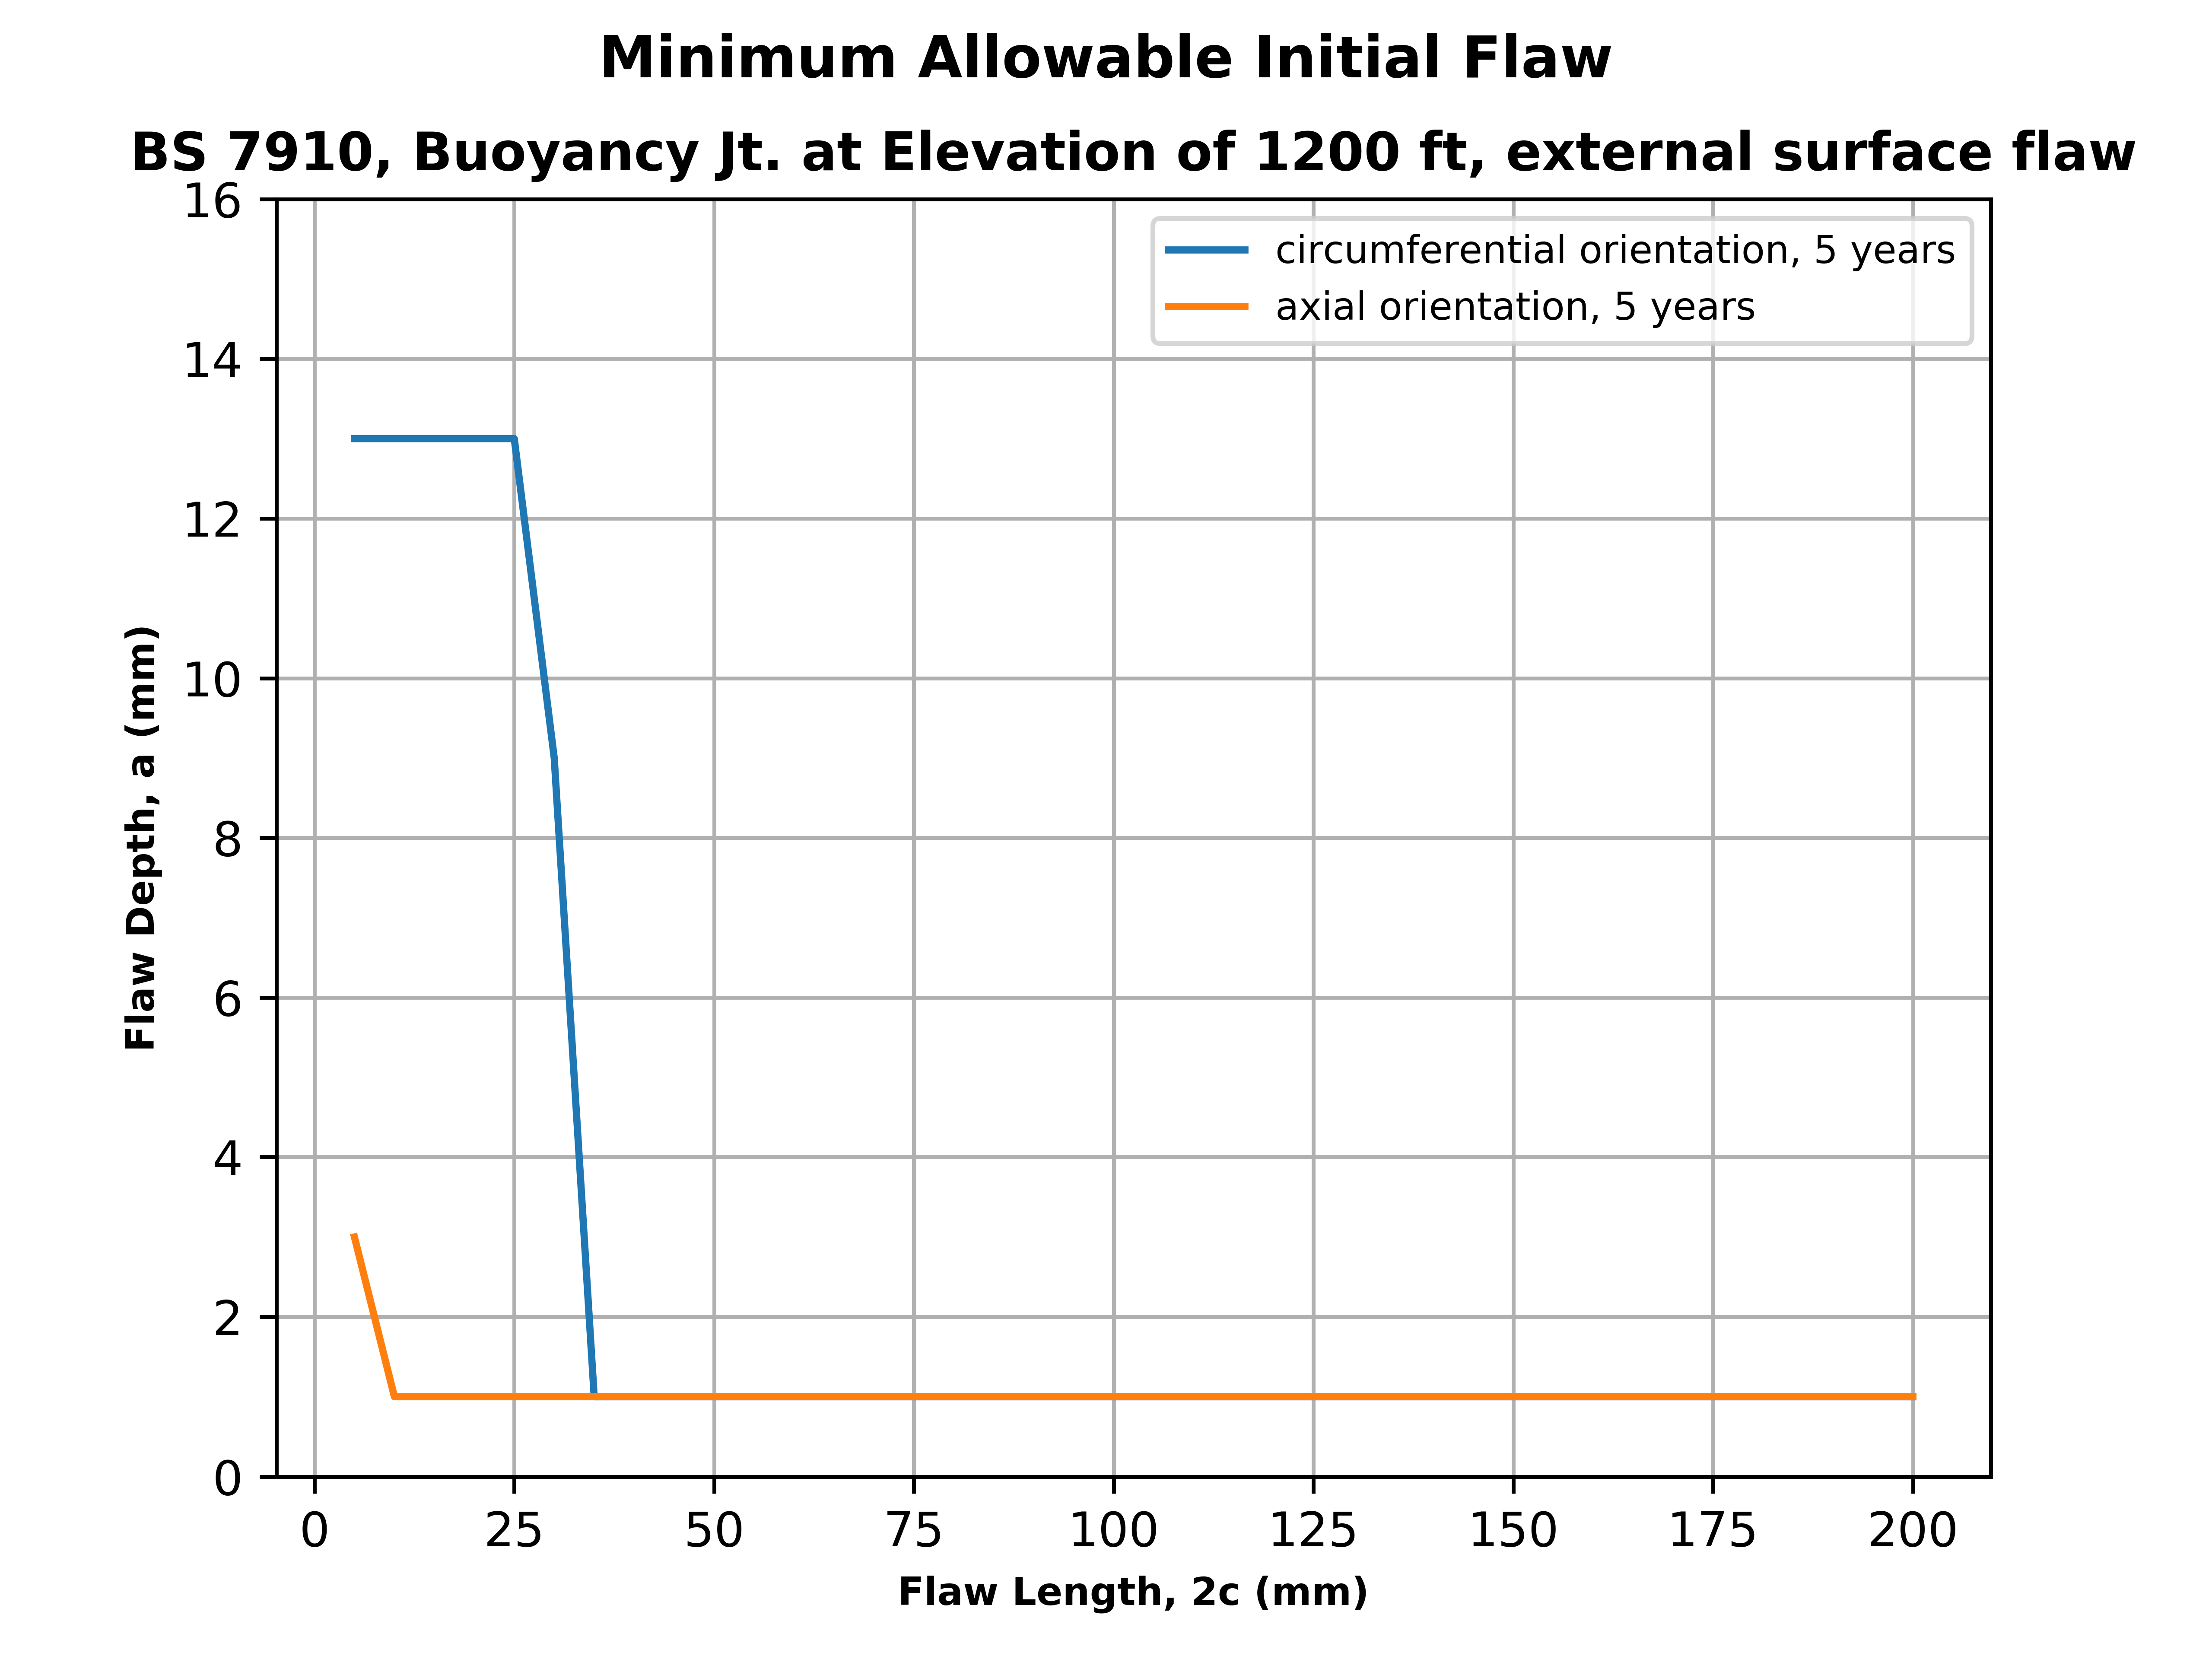 Minimum Allowable Initial Flaw
BS 7910, Buoyancy Jt. at Elevation of 1200 ft, external surface flaw
circumferential orientation, 5 years
axial orientation, 5 years
16
14
12
10
8
6
4
2
0
Flaw Depth, a (mm)
0 25 50 75 100 125 150 175 200
Flaw Length, 2c (mm)